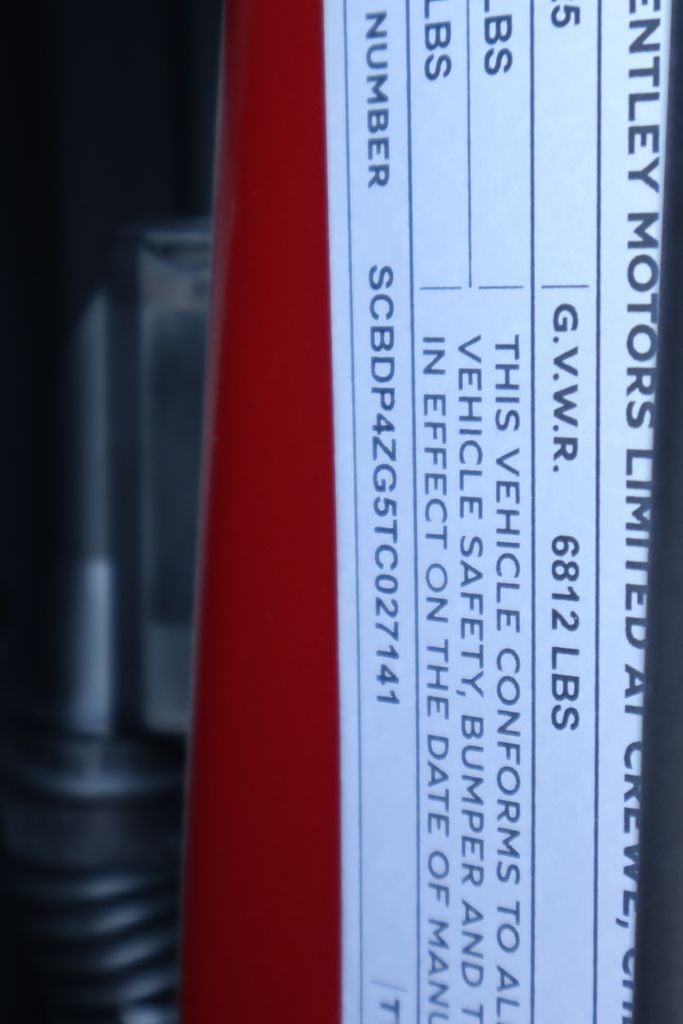 ENTLEY MOTORS LIMITED AT CREWE,
25 G.V.W.R. 6812 LBS
LBS THIS VEHICLE CONFORMS TO AL
VEHICLE SAFETY, BUMPER AND T
LBS IN EFFECT ON THE DATE OF MANU
NUMBER SCBDP4ZG5TC027141